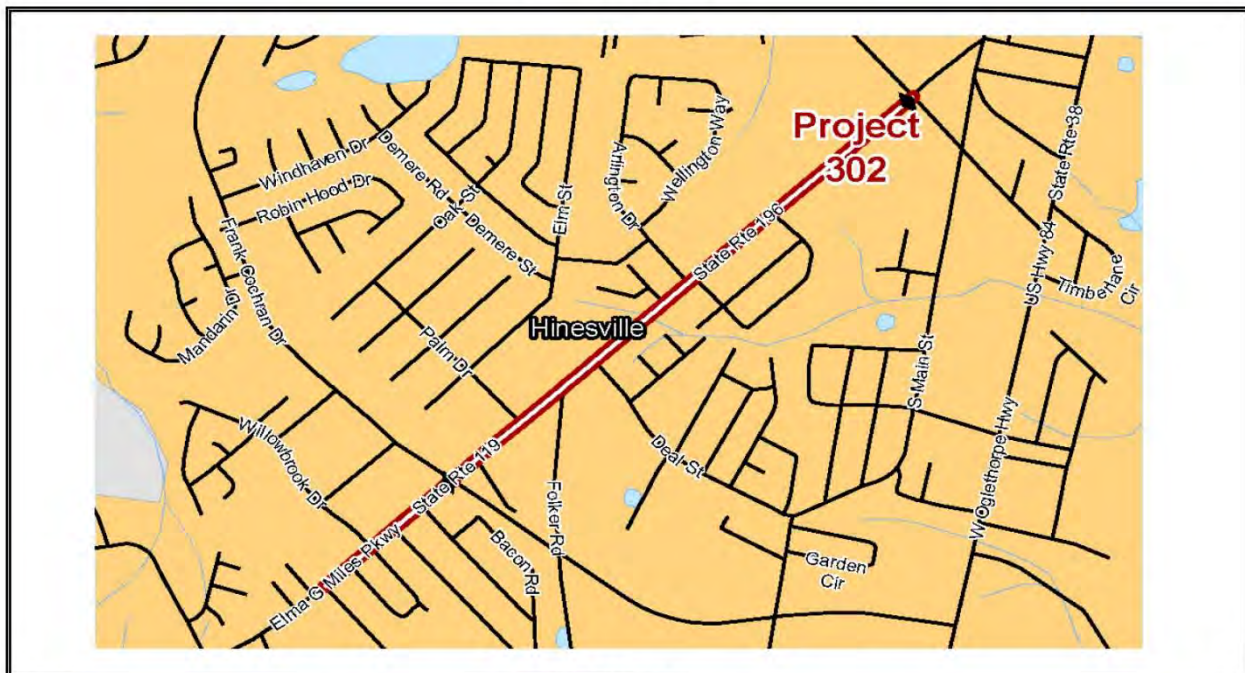 Project
302
Windhaven Dr
Demere Rd
Robin Hood Dr
Oak St
Demere St
Elm St
Arlington Dr
Wellington Way
State Rte 196
State Rte 38
US Hwy 84
Timberlane
Cir
Frank Cochran Dr
Mandarin Dr
Palm Dr
Hinesville
S Main St
Willowbrook Dr
State Rte 119
Elma G Miles Pkwy
Folker Rd
Bacon Rd
Deal St
Garden
Cir
W Oglethorpe Hwy